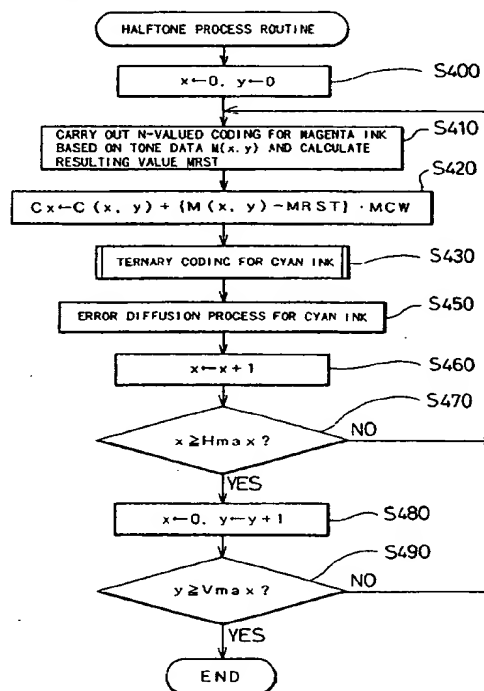 HALFTONE PROCESS ROUTINE
S400
x←0, y←0
S410
CARRY OUT N-VALUED CODING FOR MAGENTA INK
BASED ON TONE DATA M(x, y) AND CALCULATE
RESULTING VALUE MRST
S420
Cx←C (x, y) + {M (x, y) −MRST} · MCW
TERNARY CODING FOR CYAN INK
S430
ERROR DIFFUSION PROCESS FOR CYAN INK
S450
S460
x←x+1
S470
x≧Hmax?
NO
YES
x←0, y←y+1
S480
S490
y≧Vmax?
NO
YES
END